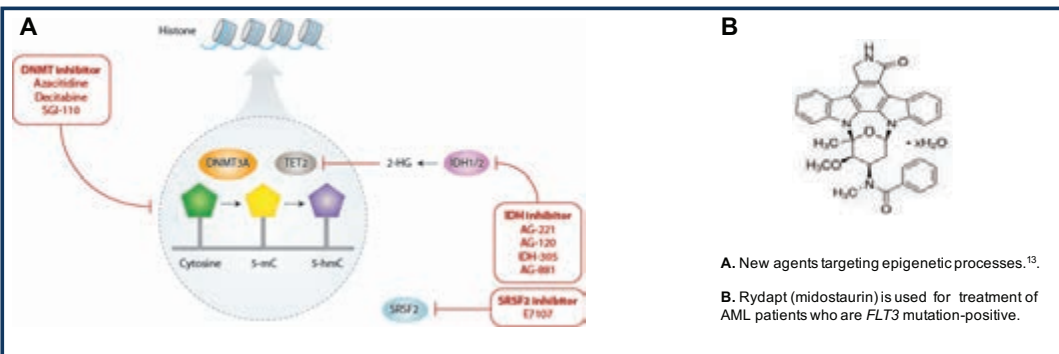 A
Histone
DNMT inhibitor
Azacitidine
Decitabine
SGI-110
DNMT3A
TET2
2-HG
IDH1/2
Cytosine
5-mC
5-hmC
IDH inhibitor
AG-221
AG-120
IDH-305
AG-881
SRSF2
SRSF2 inhibitor
E7107
B
H
N
O
N
N
O
H₃C
• xH₂O
H₃CO
N
H₃C
O
A. New agents targeting epigenetic processes.¹³.
B. Rydapt (midostaurin) is used for treatment of
AML patients who are FLT3 mutation-positive.